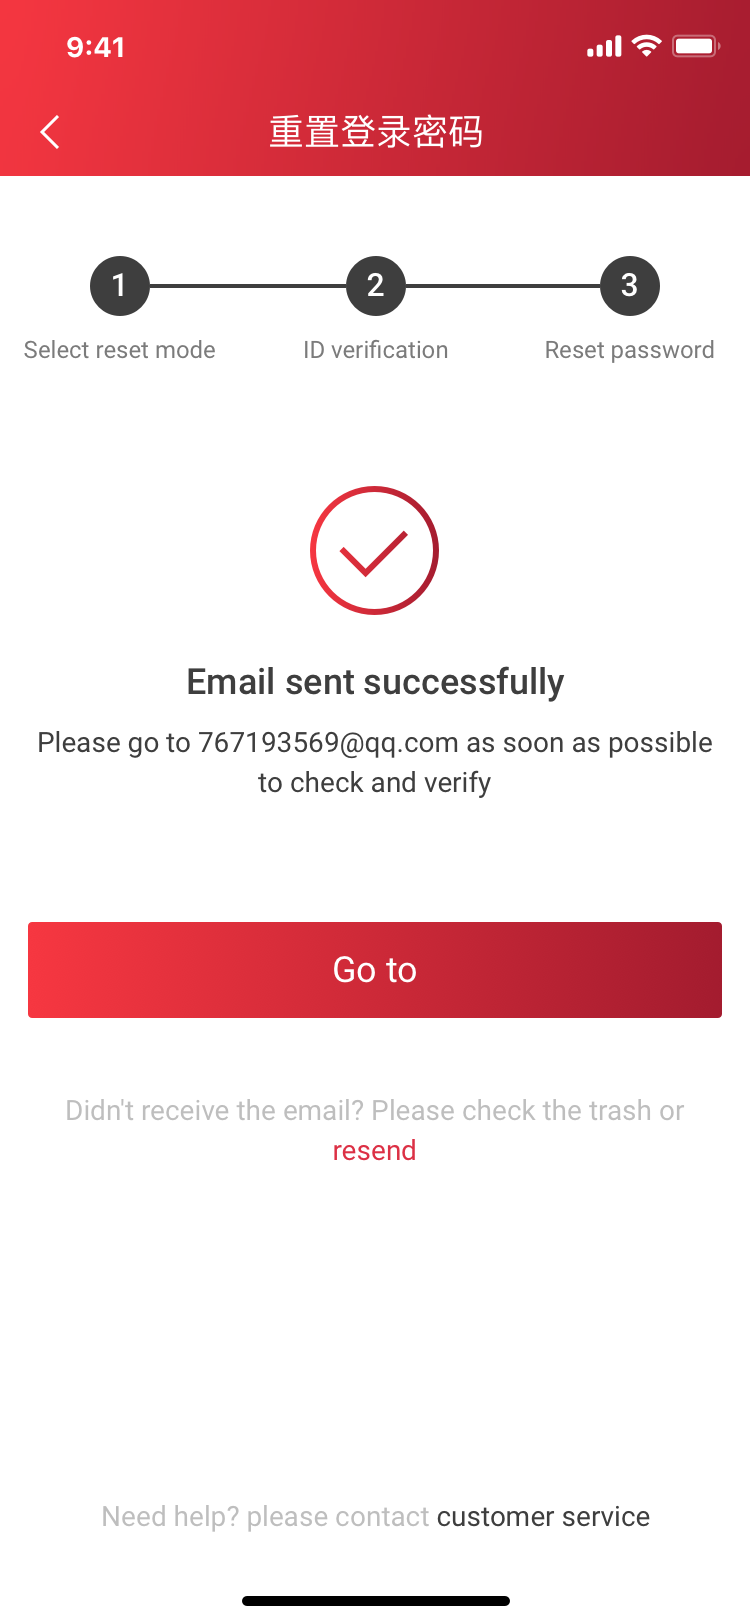 9:41
重置登录密码
1 2 3
Select reset mode ID verification Reset password
Email sent successfully
Please go to 767193569@qq.com as soon as possible
to check and verify
Go to
Didn't receive the email? Please check the trash or
resend
Need help? please contact customer service